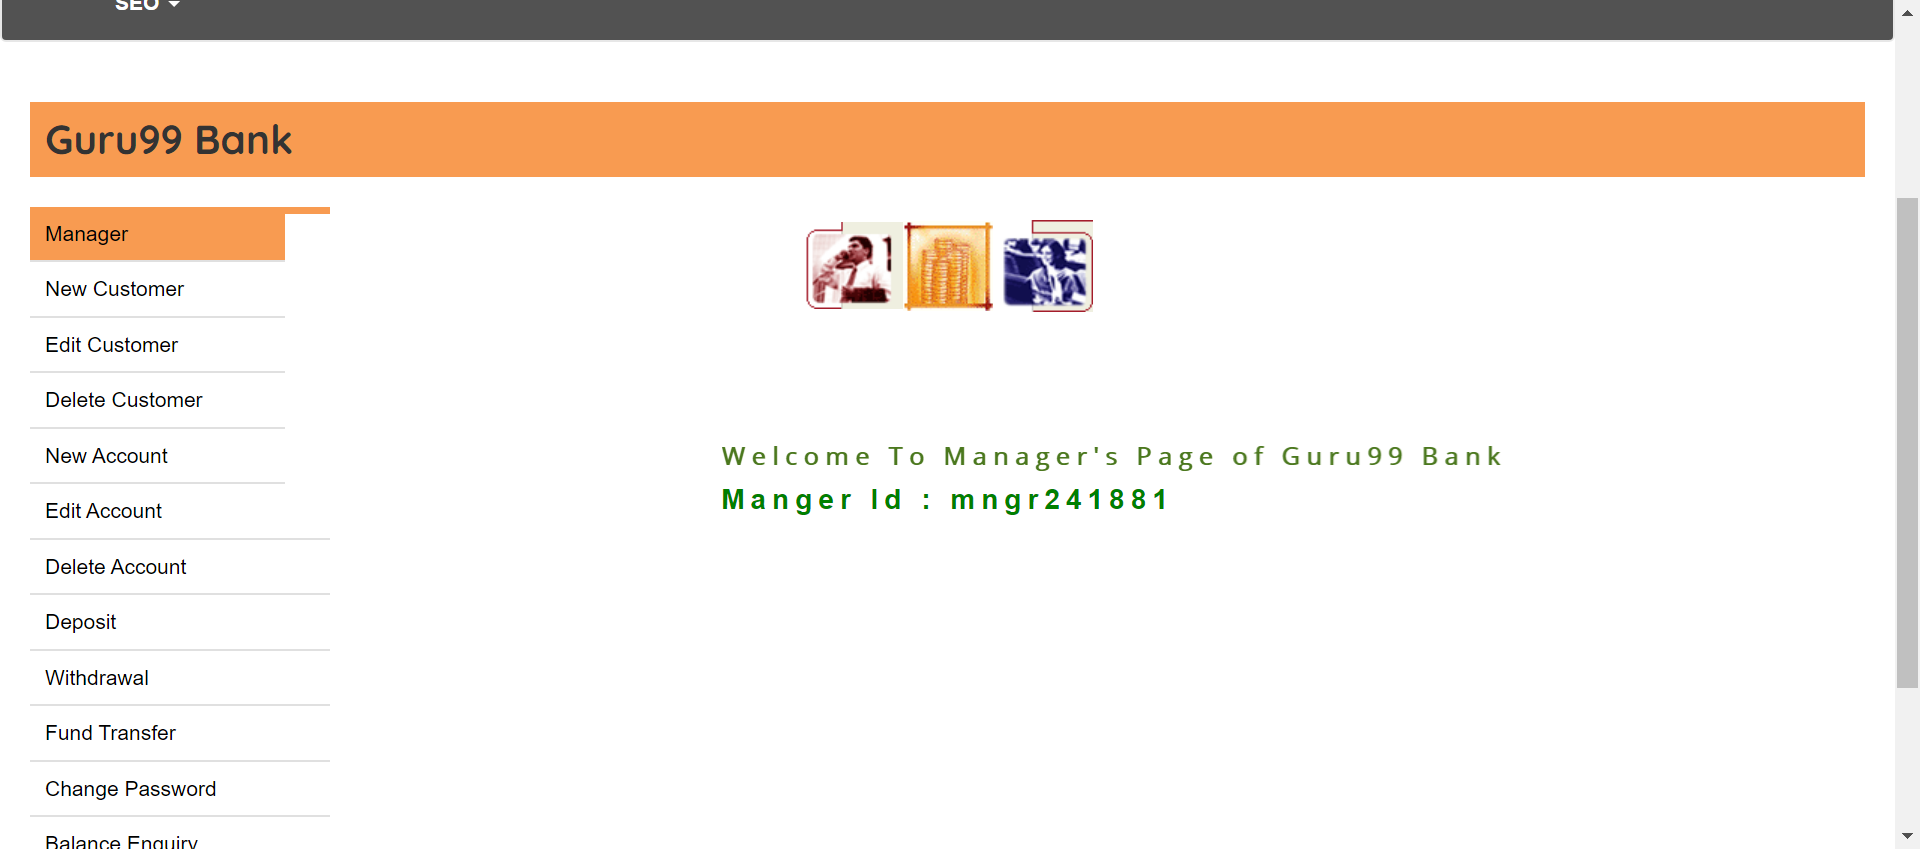 SEO
Guru99 Bank
Manager
New Customer
Edit Customer
Delete Customer
New Account
Edit Account
Delete Account
Deposit
Withdrawal
Fund Transfer
Change Password
Balance Enquiry
Welcome To Manager's Page of Guru99 Bank
Manger Id : mngr241881